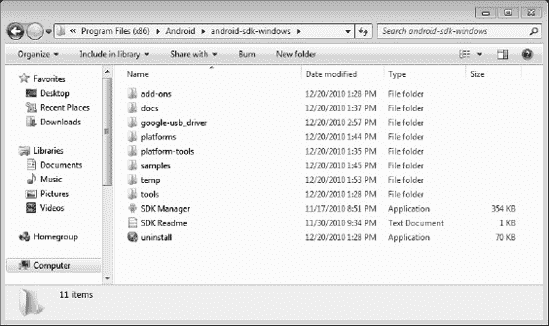 « Program Files (x86) ▸ Android ▸ android-sdk-windows ▸
Search android-sdk-windows
Organize Include in library Share with Burn New folder
Name Date modified Type Size
Favorites
Desktop
Recent Places
Downloads
Libraries
Documents
Music
Pictures
Videos
Homegroup
Computer
add-ons 12/20/2010 1:28 PM File folder
docs 12/20/2010 1:37 PM File folder
google-usb_driver 12/20/2010 2:57 PM File folder
platforms 12/20/2010 1:44 PM File folder
platform-tools 12/20/2010 1:35 PM File folder
samples 12/20/2010 1:45 PM File folder
temp 12/20/2010 1:53 PM File folder
tools 12/20/2010 1:28 PM File folder
SDK Manager 11/17/2010 8:51 PM Application 354 KB
SDK Readme 11/30/2010 9:34 PM Text Document 1 KB
uninstall 12/20/2010 1:28 PM Application 70 KB
11 items